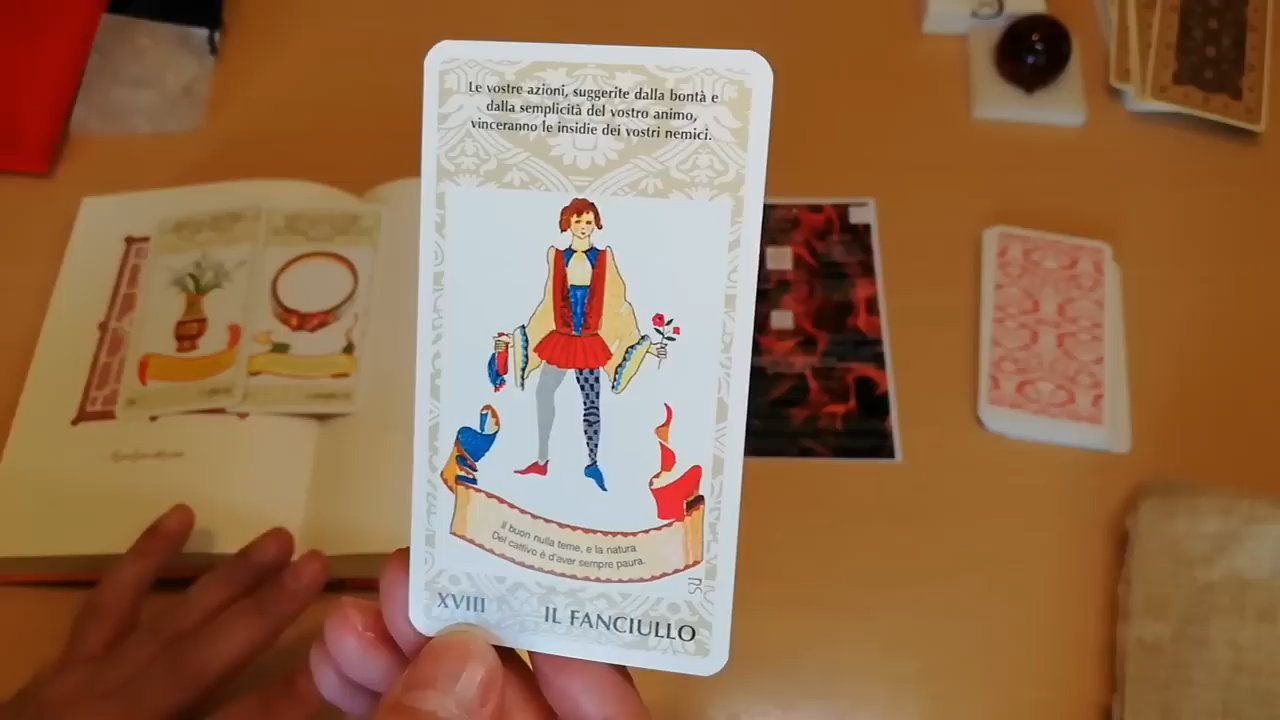 Le vostre azioni, suggerite dalla bontà e
dalla semplicità del vostro animo,
vinceranno le insidie dei vostri nemici.
Il buon nulla teme, e la natura
Del cattivo è d'aver sempre paura.
XVIII IL FANCIULLO